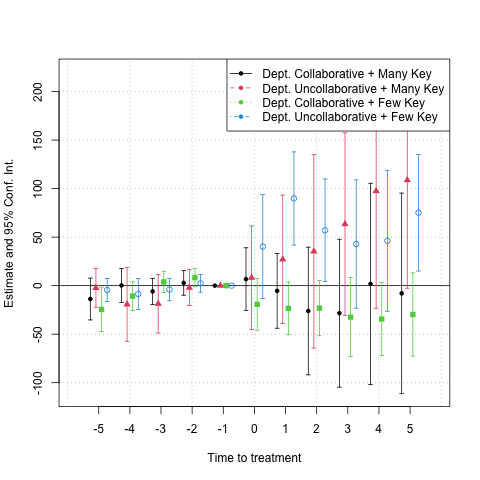 Dept. Collaborative + Many Key
Dept. Uncollaborative + Many Key
Dept. Collaborative + Few Key
Dept. Uncollaborative + Few Key
Estimate and 95% Conf. Int.
200
150
100
50
0
-50
-100
-5 -4 -3 -2 -1 0 1 2 3 4 5
Time to treatment